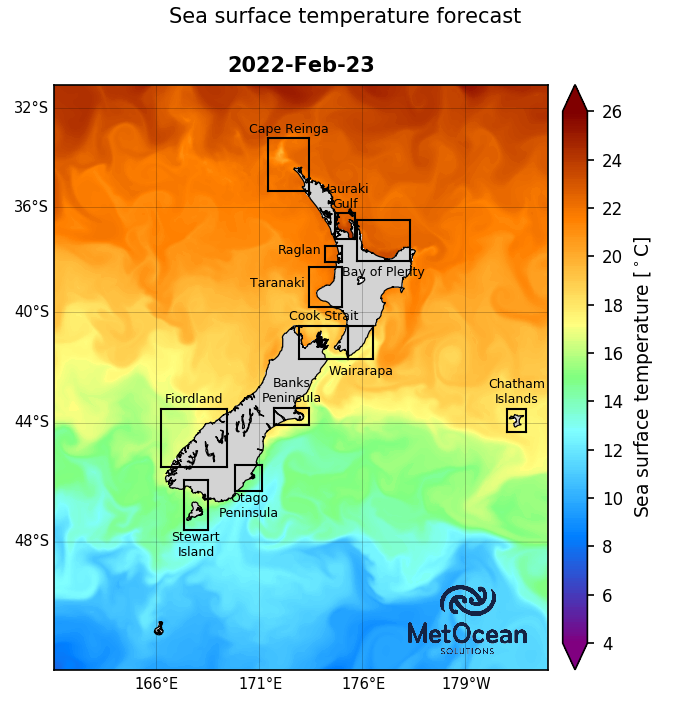 Sea surface temperature forecast
2022-Feb-23
32°S
36°S
40°S
44°S
48°S
166°E
171°E
176°E
179°W
Cape Reinga
Hauraki
Gulf
Raglan
Bay of Plenty
Taranaki
Cook Strait
Wairarapa
Banks
Peninsula
Chatham
Islands
Fiordland
Otago
Peninsula
Stewart
Island
MetOcean
SOLUTIONS
26
24
22
20
18
16
14
12
10
8
6
4
Sea surface temperature [°C]